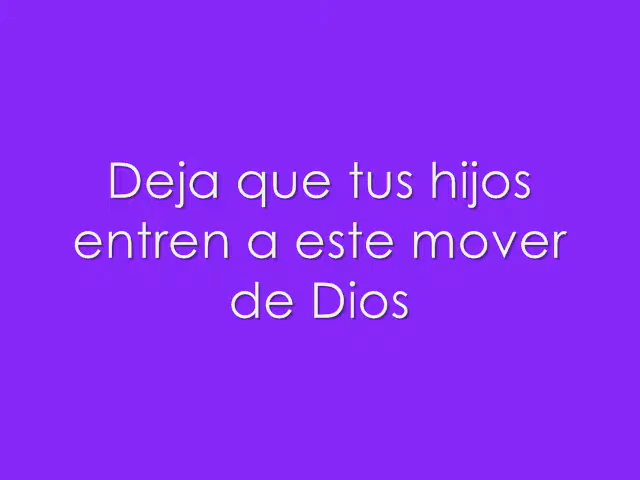 Deja que tus hijos
entren a este mover
de Dios